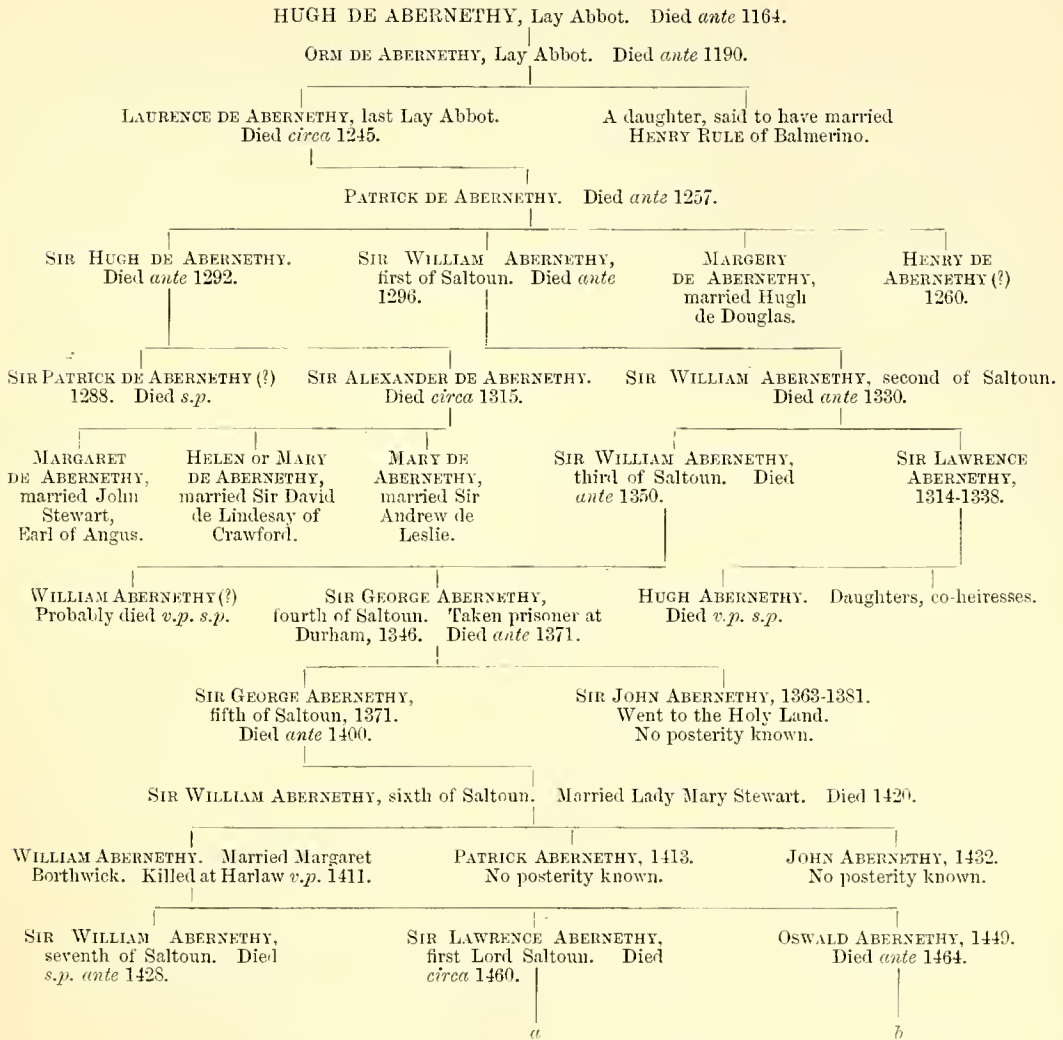 HUGH DE ABERNETHY, Lay Abbot. Died ante 1164.
ORM DE ABERNETHY, Lay Abbot. Died ante 1190.
LAURENCE DE ABERNETHY, last Lay Abbot.
Died circa 1245.
A daughter, said to have married
HENRY RULE of Balmerino.
PATRICK DE ABERNETHY. Died ante 1257.
SIR HUGH DE ABERNETHY.
Died ante 1292.
SIR WILLIAM ABERNETHY,
first of Saltoun. Died ante
1296.
MARGERY
DE ABERNETHY,
married Hugh
de Douglas.
HENRY DE
ABERNETHY (?)
1260.
SIR PATRICK DE ABERNETHY (?)
1288. Died s.p.
SIR ALEXANDER DE ABERNETHY.
Died circa 1315.
SIR WILLIAM ABERNETHY, second of Saltoun.
Died ante 1330.
MARGARET
DE ABERNETHY,
married John
Stewart,
Earl of Angus.
HELEN or MARY
DE ABERNETHY,
married Sir David
de Lindesay of
Crawford.
MARY DE
ABERNETHY,
married Sir
Andrew de
Leslie.
SIR WILLIAM ABERNETHY,
third of Saltoun. Died
ante 1350.
SIR LAWRENCE
ABERNETHY,
1314-1338.
WILLIAM ABERNETHY (?)
Probably died v.p. s.p.
SIR GEORGE ABERNETHY,
fourth of Saltoun. Taken prisoner at
Durham, 1346. Died ante 1371.
HUGH ABERNETHY.
Died v.p. s.p.
Daughters, co-heiresses.
SIR GEORGE ABERNETHY,
fifth of Saltoun, 1371.
Died ante 1400.
SIR JOHN ABERNETHY, 1363-1381.
Went to the Holy Land.
No posterity known.
SIR WILLIAM ABERNETHY, sixth of Saltoun. Married Lady Mary Stewart. Died 1420.
WILLIAM ABERNETHY. Married Margaret
Borthwick. Killed at Harlaw v.p. 1411.
PATRICK ABERNETHY, 1413.
No posterity known.
JOHN ABERNETHY, 1432.
No posterity known.
SIR WILLIAM ABERNETHY,
seventh of Saltoun. Died
s.p. ante 1428.
SIR LAWRENCE ABERNETHY,
first Lord Saltoun. Died
circa 1460.
OSWALD ABERNETHY, 1449.
Died ante 1464.
a
b